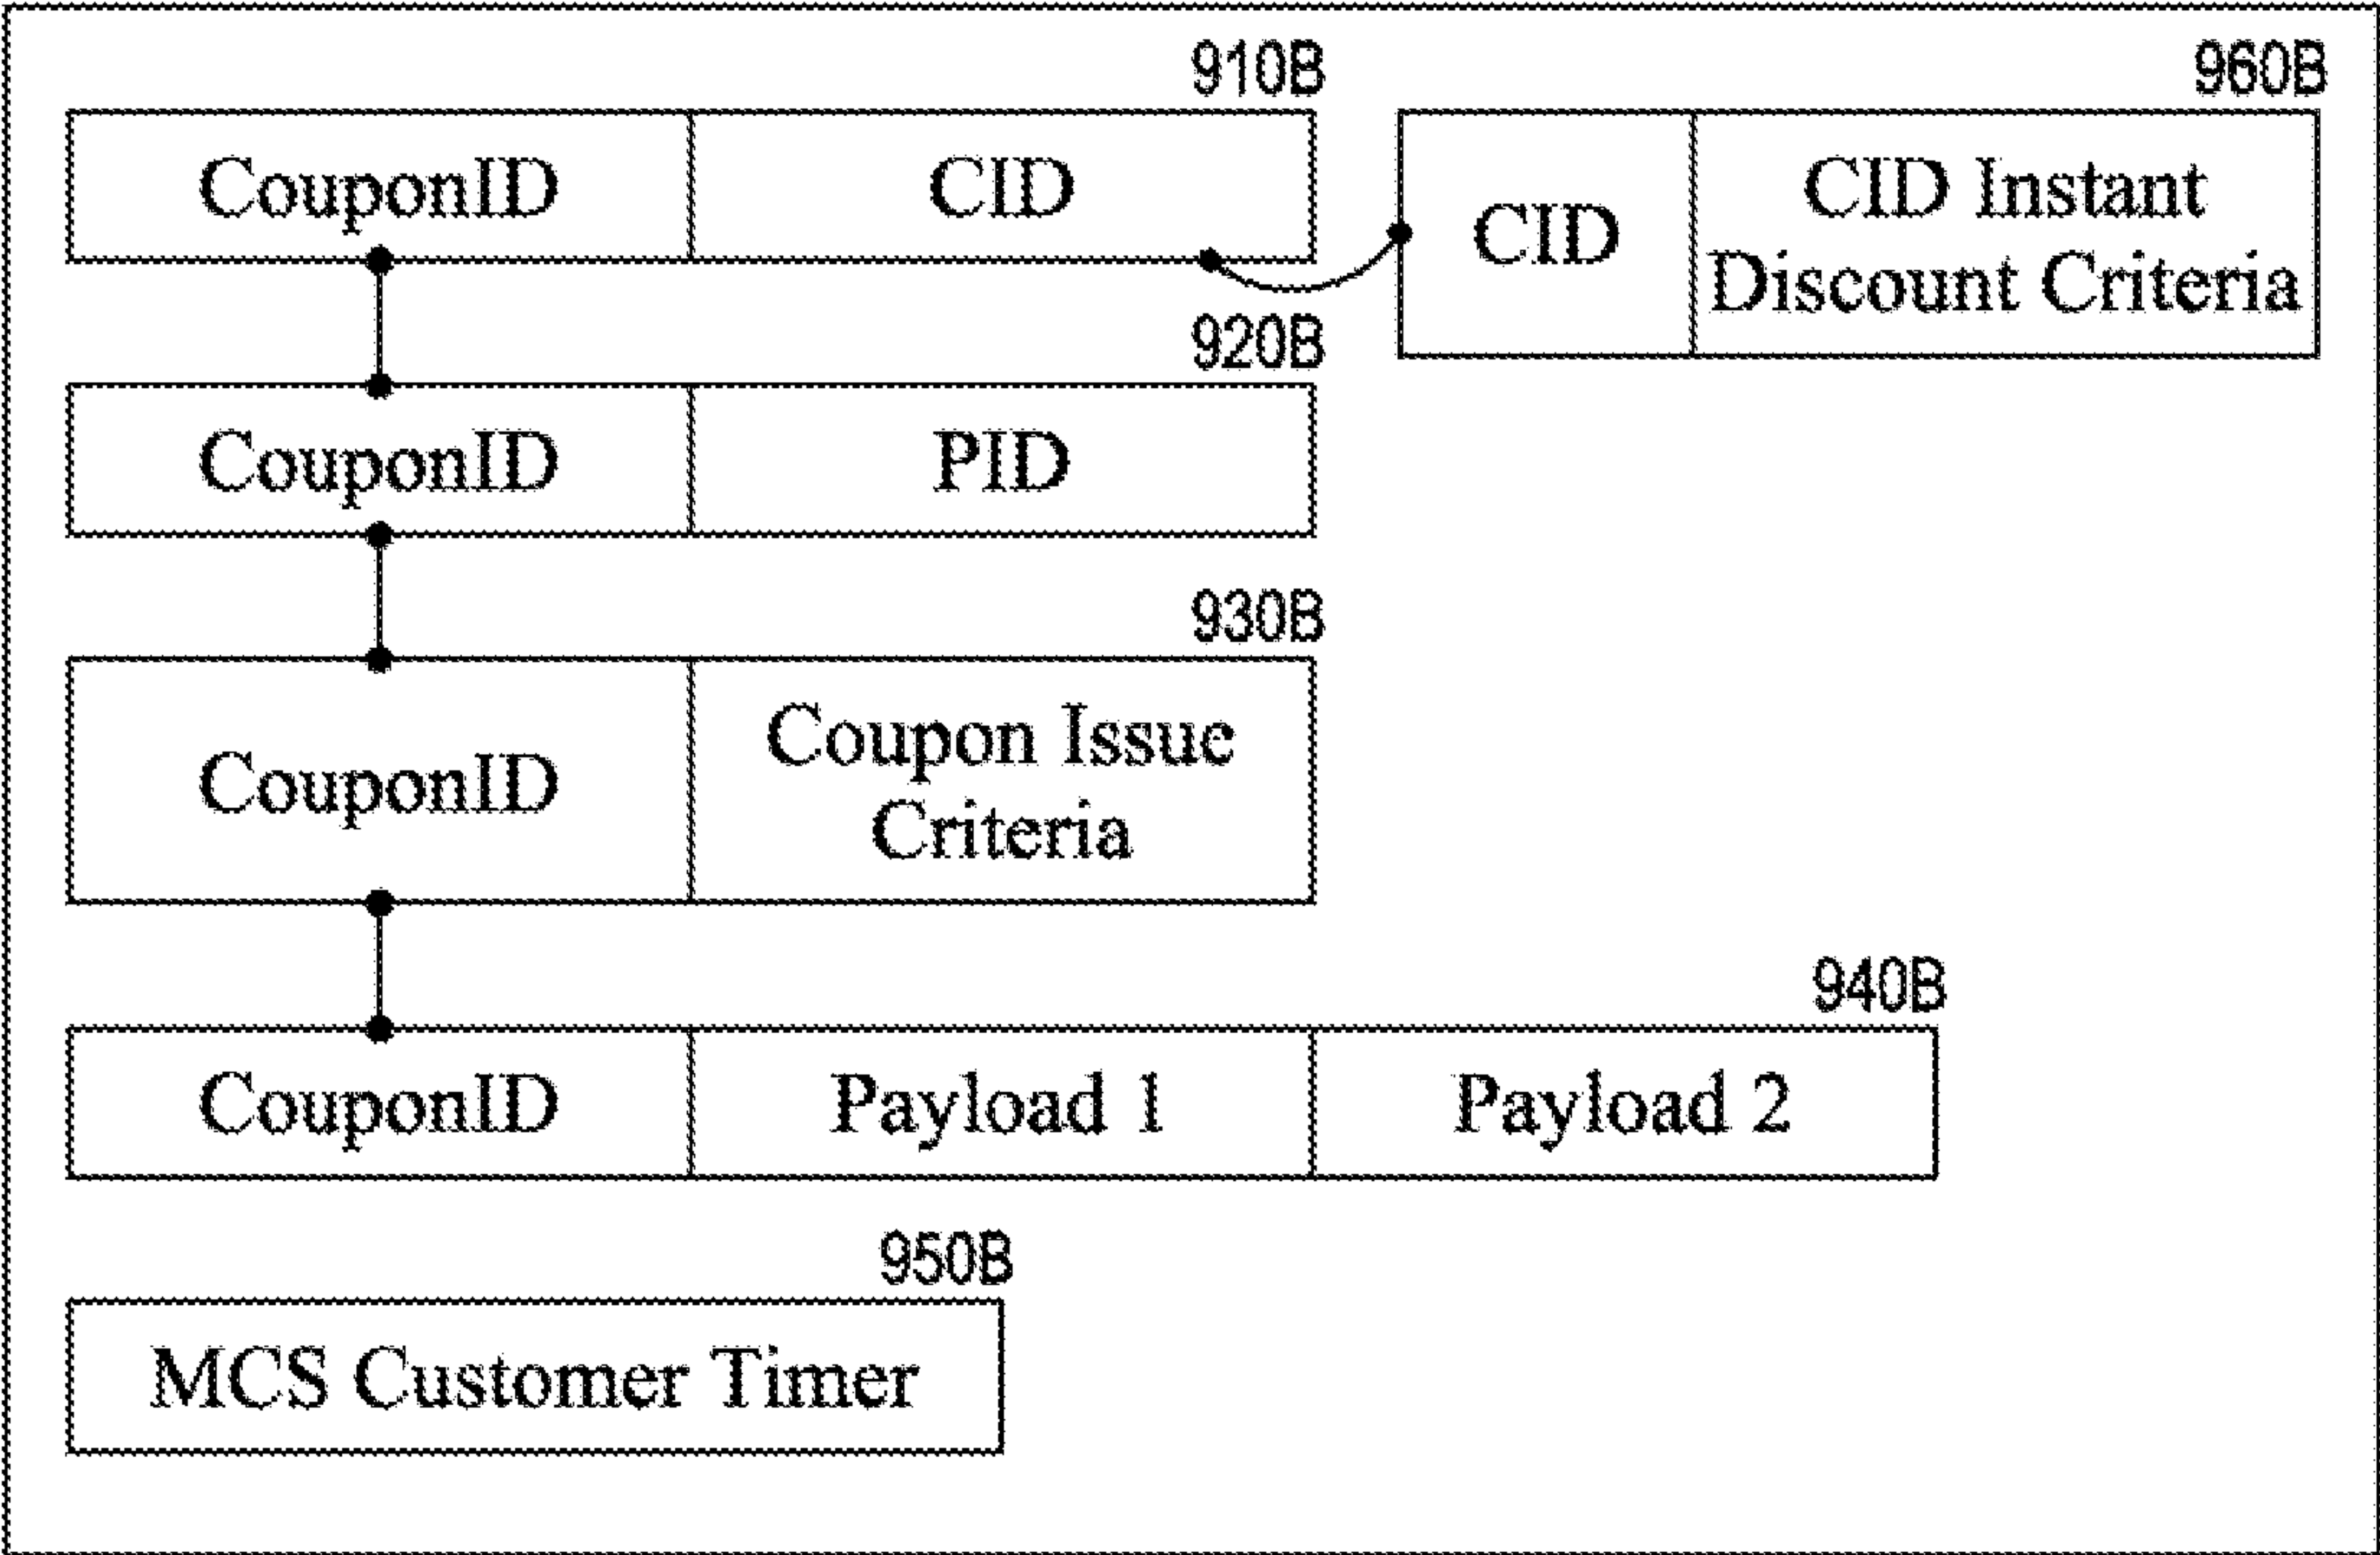 910B
960B
CouponID
CID
CID
CID Instant
Discount Criteria
920B
CouponID
PID
930B
CouponID
Coupon Issue
Criteria
940B
CouponID
Payload 1
Payload 2
950B
MCS Customer Timer